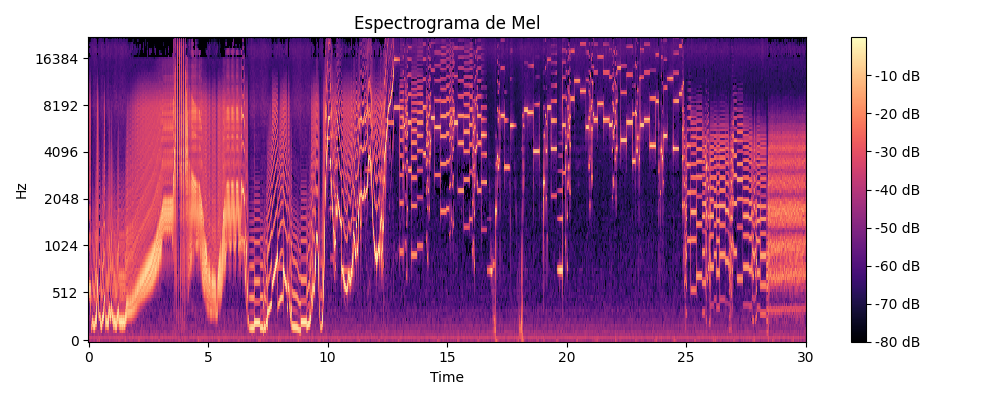 Espectrograma de Mel
16384
8192
4096
2048
1024
512
0
Hz
0 5 10 15 20 25 30
Time
-10 dB
-20 dB
-30 dB
-40 dB
-50 dB
-60 dB
-70 dB
-80 dB